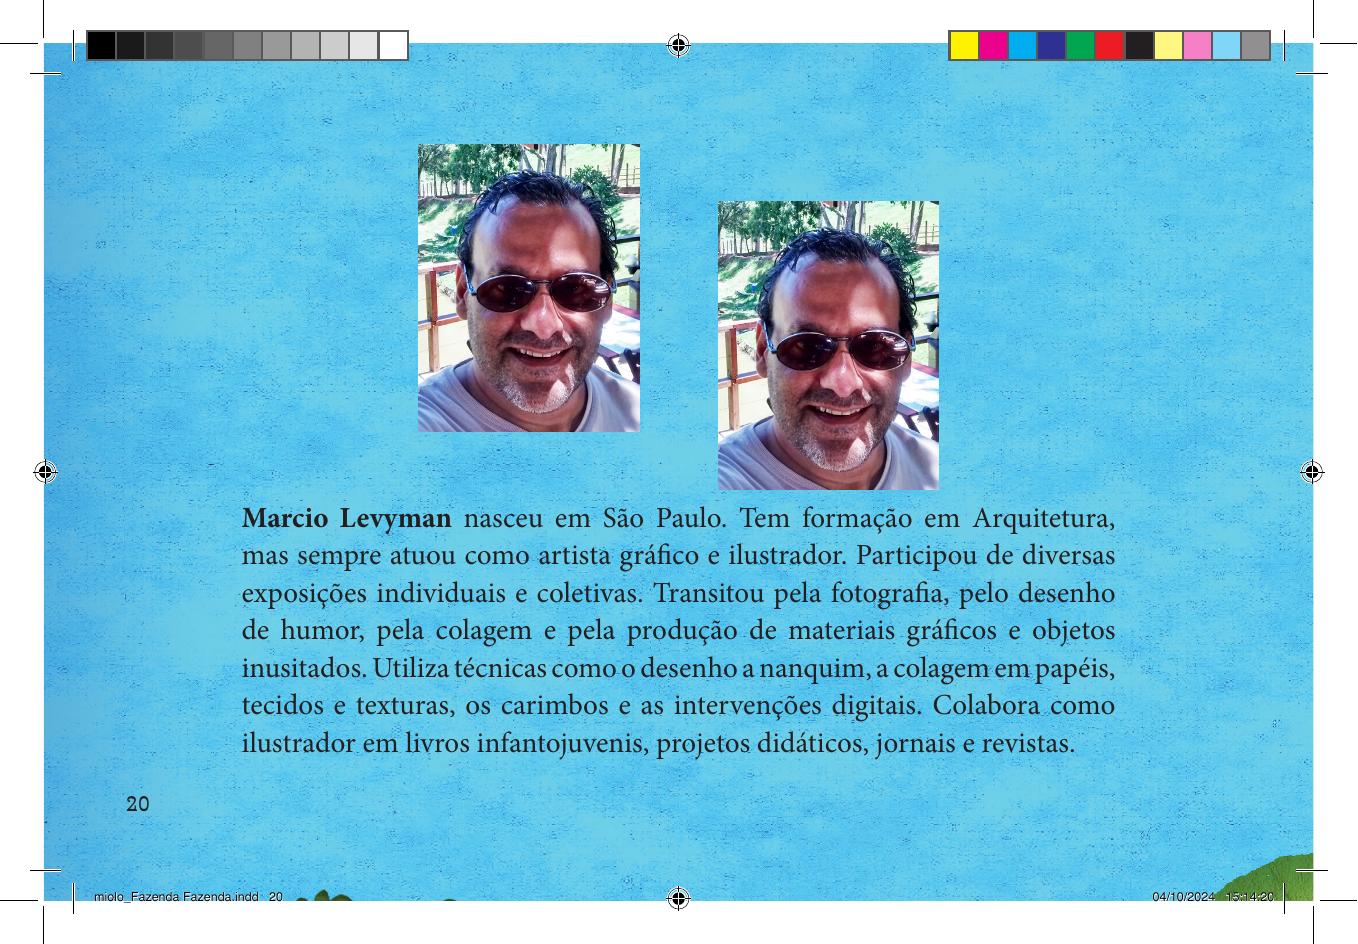 Marcio Levyman nasceu em São Paulo. Tem formação em Arquitetura,
mas sempre atuou como artista gráfico e ilustrador. Participou de diversas
exposições individuais e coletivas. Transitou pela fotografia, pelo desenho
de humor, pela colagem e pela produção de materiais gráficos e objetos
inusitados. Utiliza técnicas como o desenho a nanquim, a colagem em papéis,
tecidos e texturas, os carimbos e as intervenções digitais. Colabora como
ilustrador em livros infantojuvenis, projetos didáticos, jornais e revistas.
20
miolo_Fazenda Fazenda.indd 20
04/10/2024 15:14:20